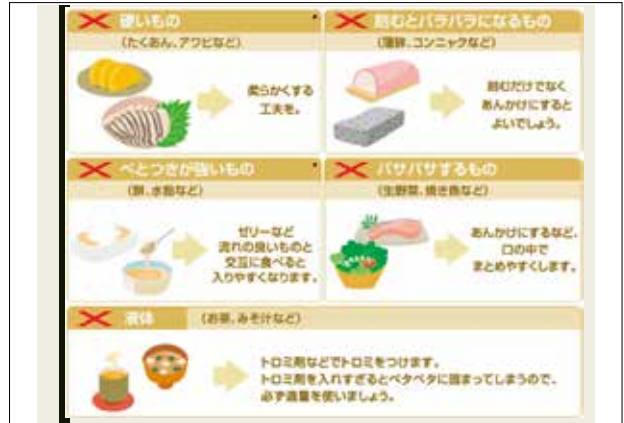 硬いもの
(たくあん、アワビなど)
柔らかくする
工夫を。
刻むとバラバラになるもの
(蒲鉾、コンニャクなど)
刻むだけでなく
あんかけにすると
よいでしょう。
べとつきが強いもの
(餅、水飴など)
ゼリーなど
流れの良いものと
交互に食べると
入りやすくなります。
パサパサするもの
(生野菜、焼き魚など)
あんかけにするなど、
口の中で
まとめやすくします。
液体 (お茶、みそ汁など)
トロミ剤などでトロミをつけます。
トロミ剤を入れすぎるとベタベタに固まってしまうので、
必ず適量を使いましょう。